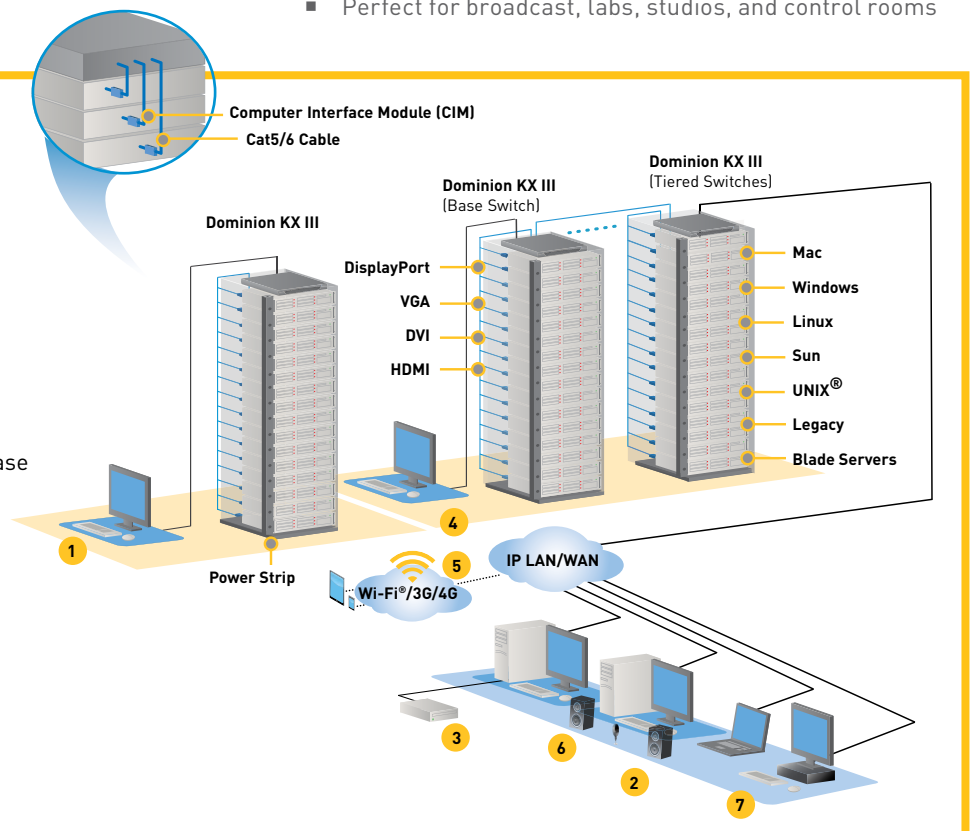 ▪ Perfect for broadcast, labs, studios, and control rooms
Computer Interface Module (CIM)
Cat5/6 Cable
Dominion KX III
Dominion KX III
(Base Switch)
Dominion KX III
(Tiered Switches)
DisplayPort
VGA
DVI
HDMI
Mac
Windows
Linux
Sun
UNIX®
Legacy
Blade Servers
ase
1
Power Strip
4
5
Wi-Fi®/3G/4G
IP LAN/WAN
3
6
2
7